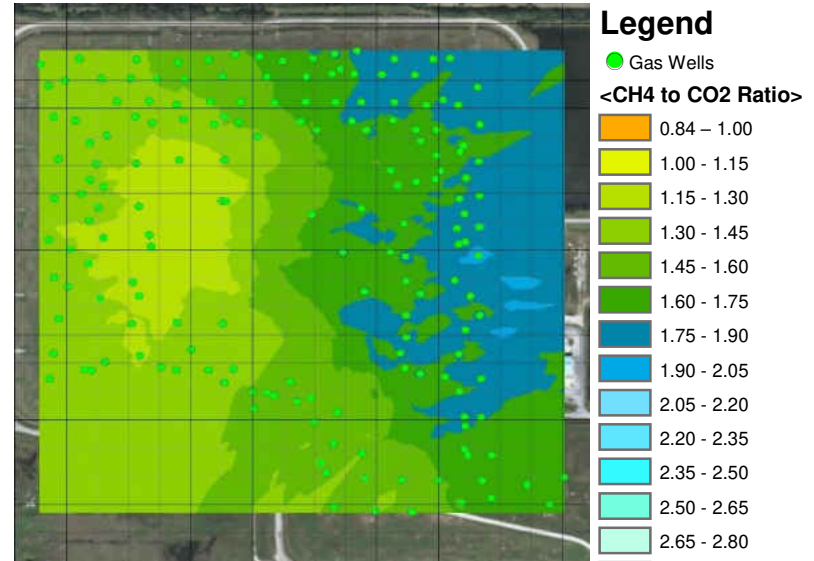 Legend
Gas Wells
<CH4 to CO2 Ratio>
0.84 – 1.00
1.00 - 1.15
1.15 - 1.30
1.30 - 1.45
1.45 - 1.60
1.60 - 1.75
1.75 - 1.90
1.90 - 2.05
2.05 - 2.20
2.20 - 2.35
2.35 - 2.50
2.50 - 2.65
2.65 - 2.80